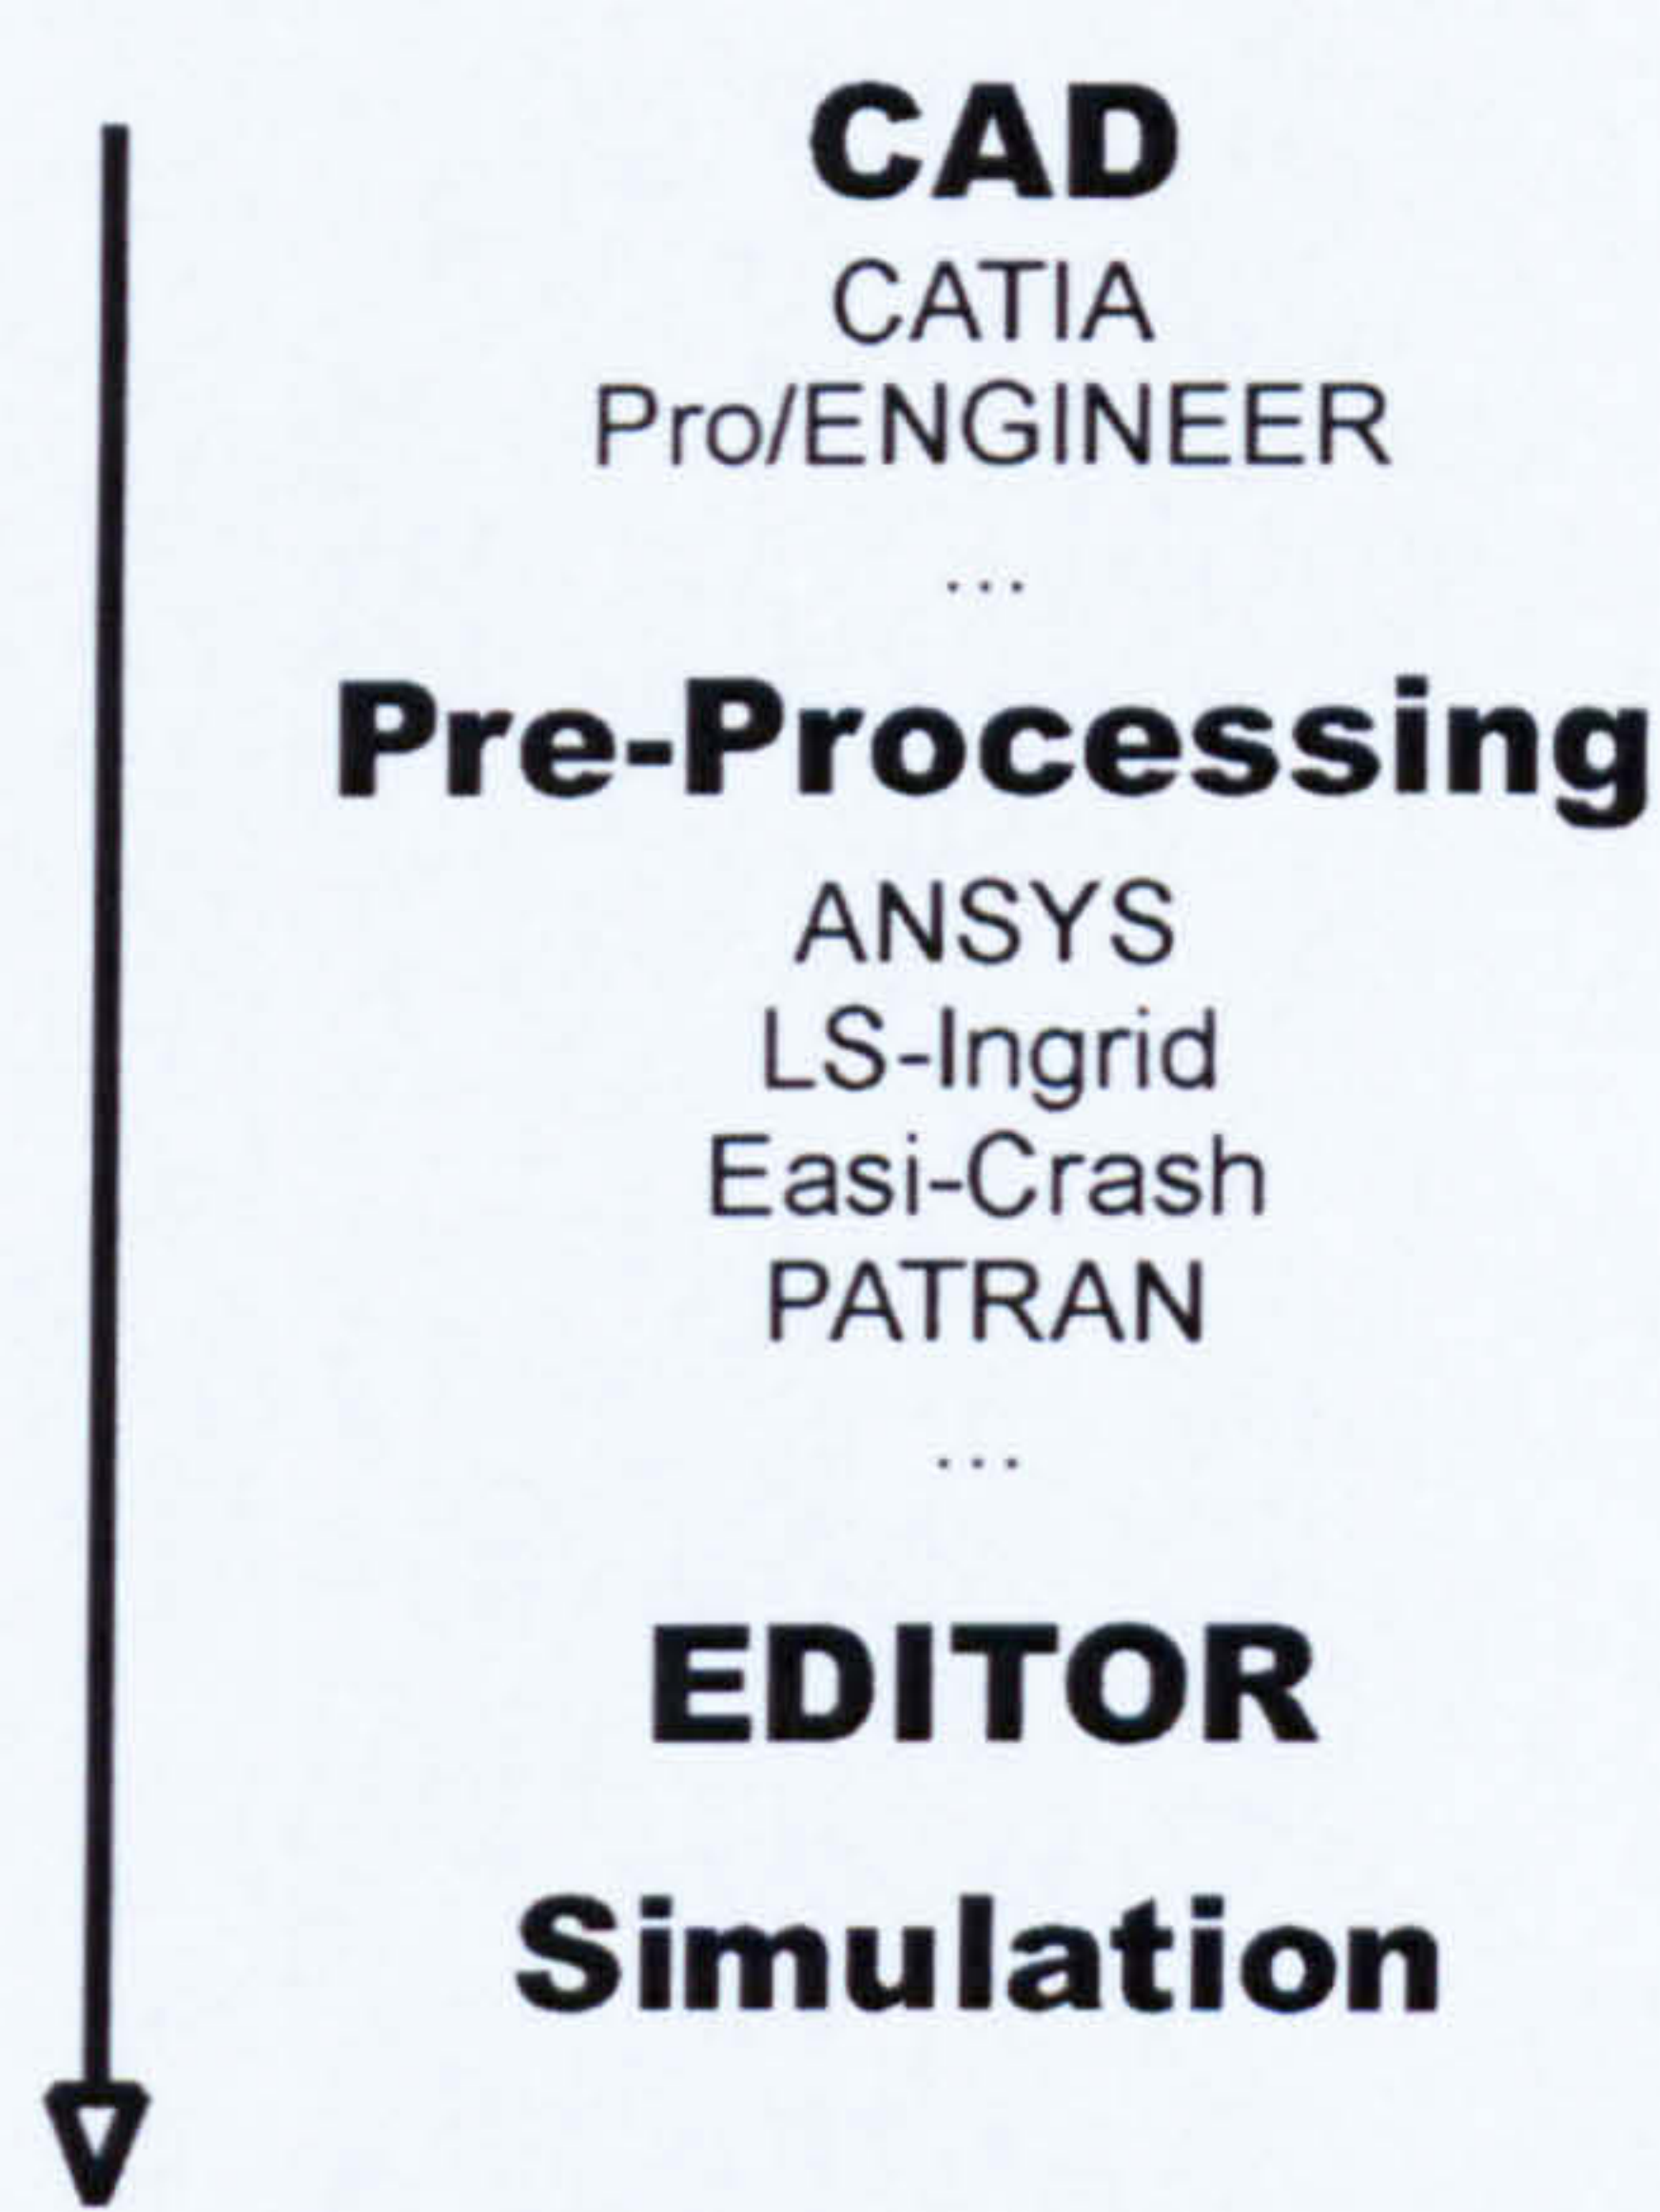 CAD
CATIA
Pro/ENGINEER
...
Pre-Processing
ANSYS
LS-Ingrid
Easi-Crash
PATRAN
...
EDITOR
Simulation